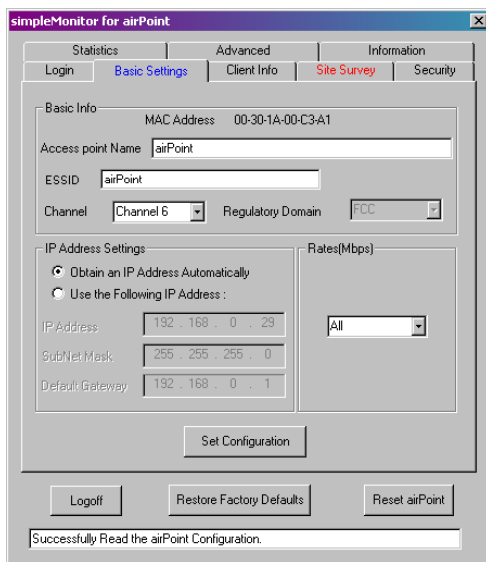 simpleMonitor for airPoint
Statistics Advanced Information
Login Basic Settings Client Info Site Survey Security
Basic Info
MAC Address 00-30-1A-00-C3-A1
Access point Name airPoint
ESSID airPoint
Channel Channel 6 Regulatory Domain FCC
IP Address Settings Rates(Mbps)
Obtain an IP Address Automatically
Use the Following IP Address :
IP Address 192 . 168 . 0 . 29 All
SubNet Mask 255 . 255 . 255 . 0
Default Gateway 192 . 168 . 0 . 1
Set Configuration
Logoff Restore Factory Defaults Reset airPoint
Successfully Read the airPoint Configuration.